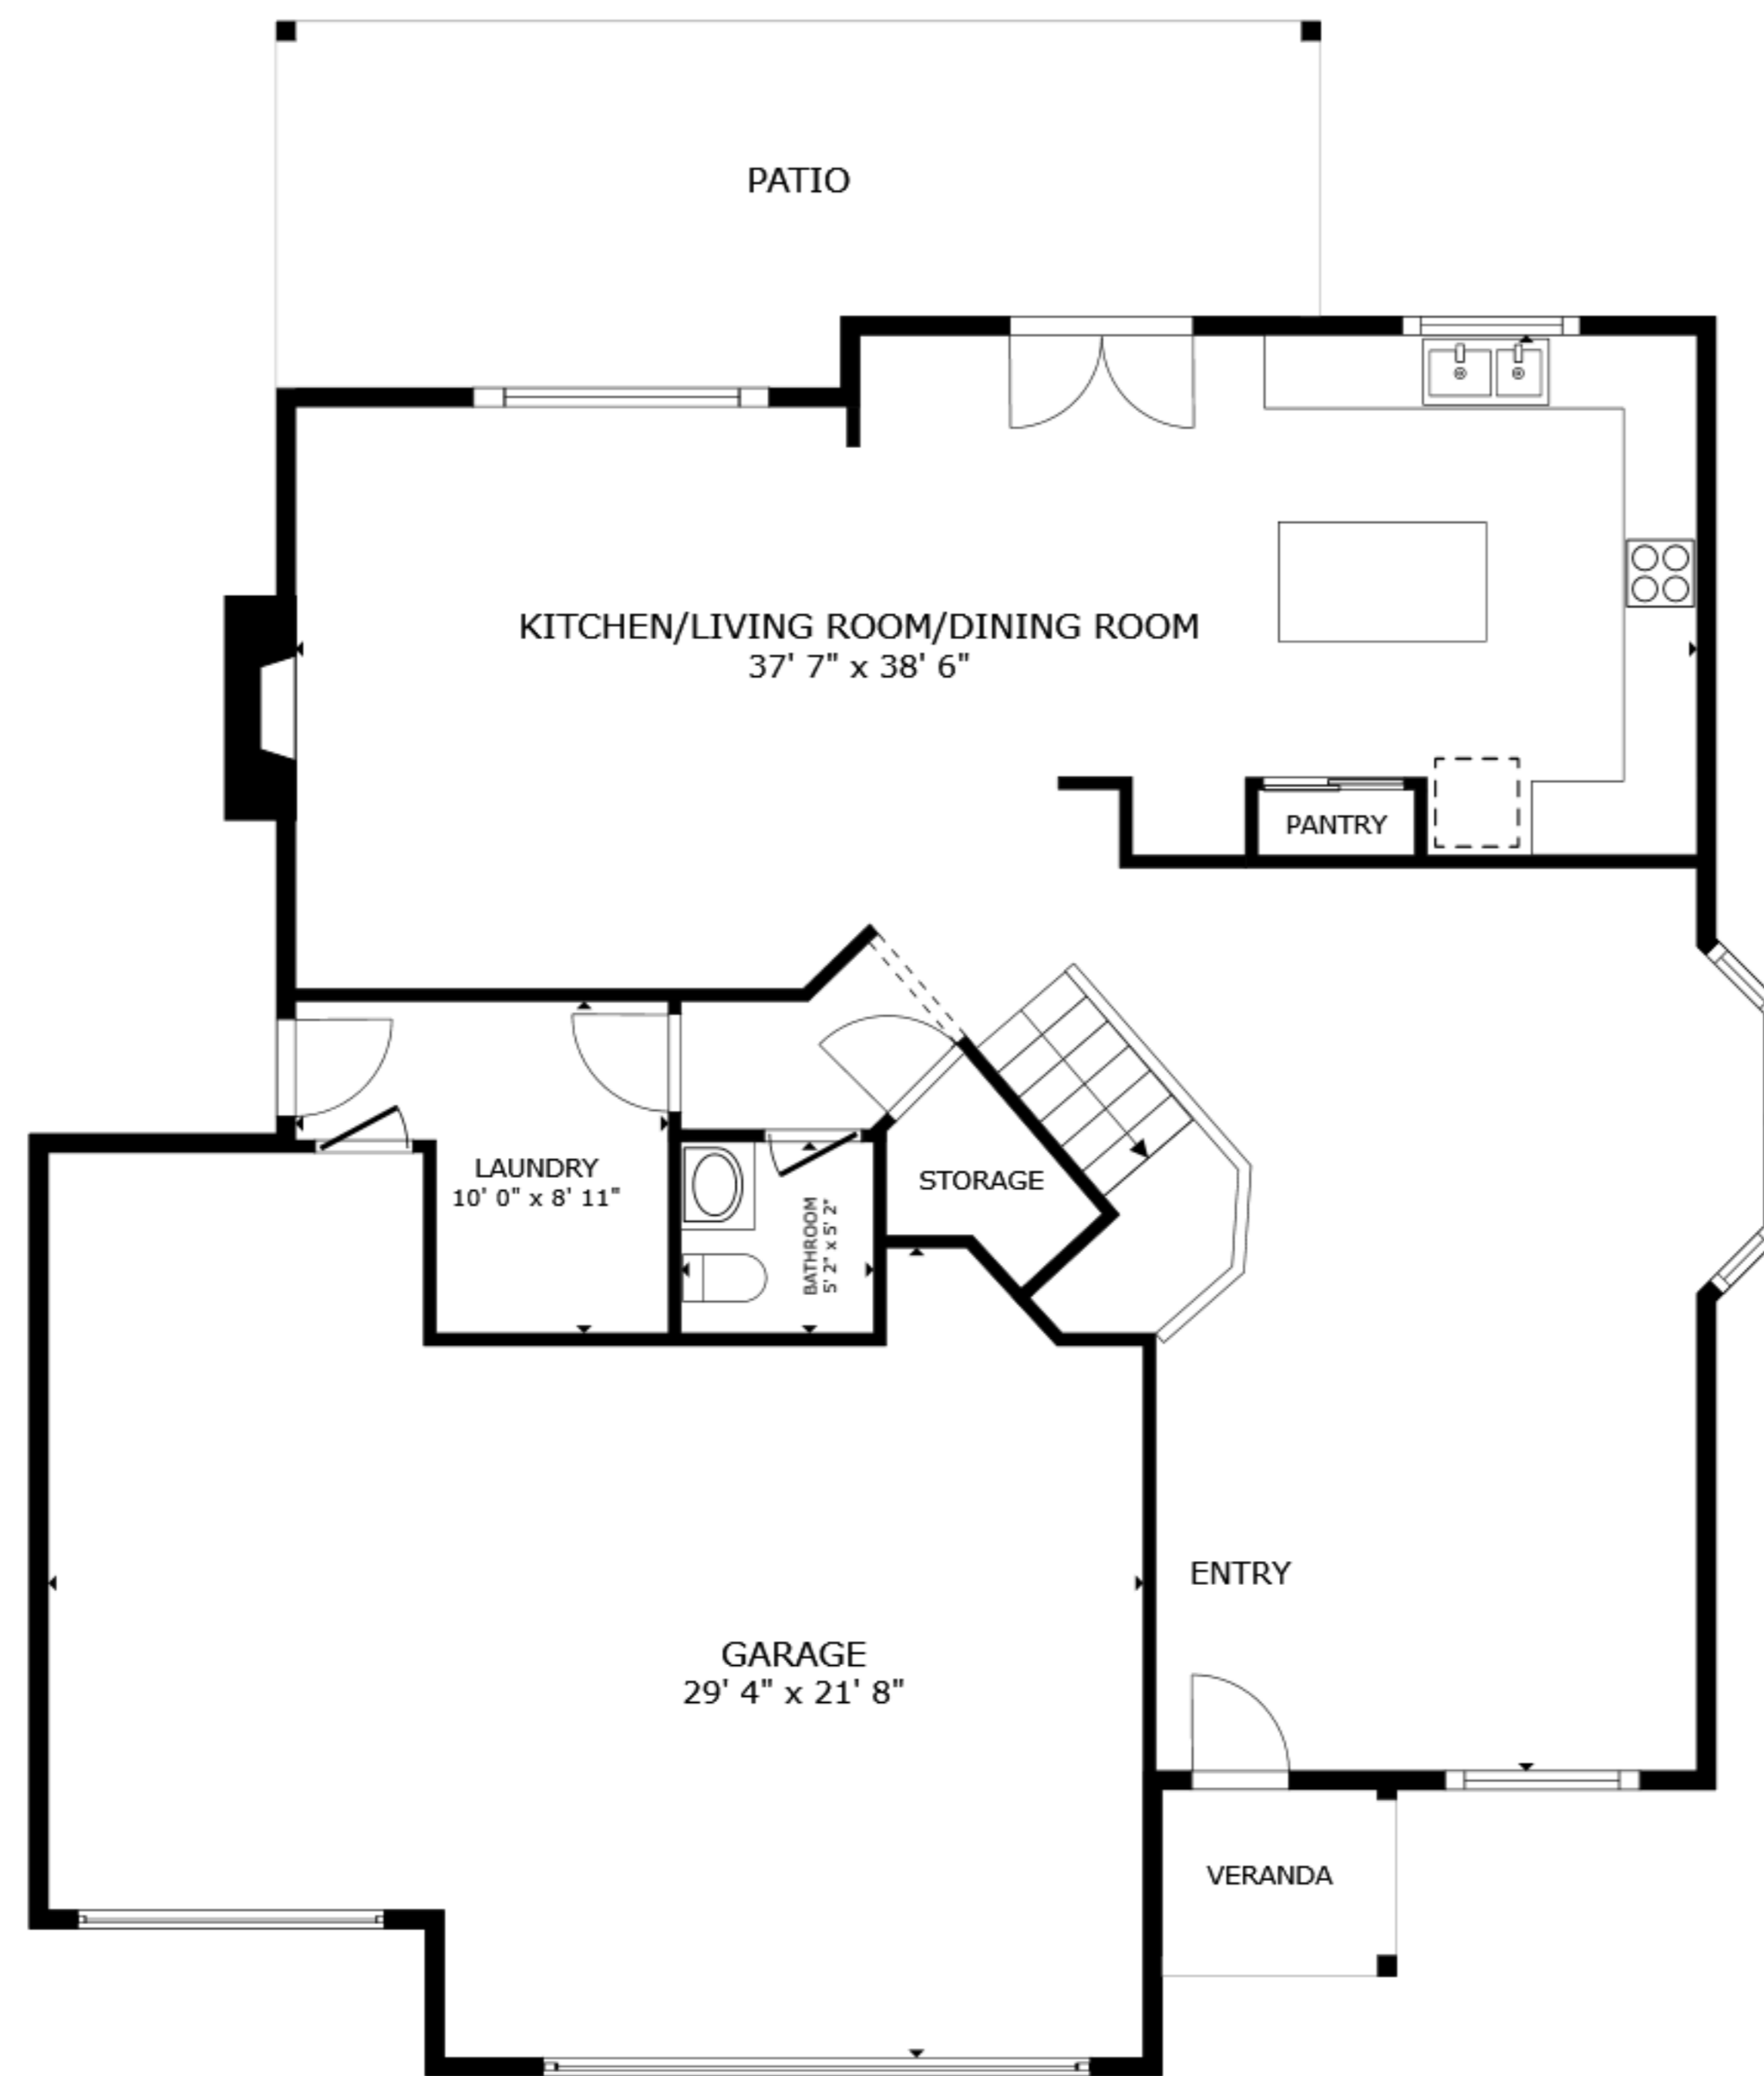 PATIO
KITCHEN/LIVING ROOM/DINING ROOM
37' 7" x 38' 6"
PANTRY
LAUNDRY
10' 0" x 8' 11"
STORAGE
BATHROOM
5' 2" x 5' 2"
ENTRY
GARAGE
29' 4" x 21' 8"
VERANDA